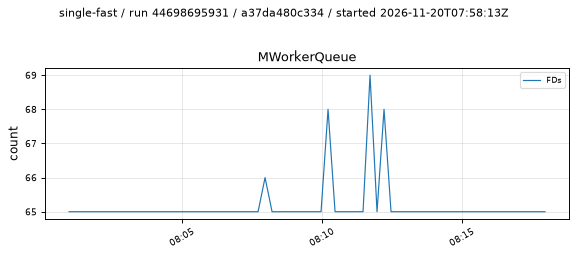 single-fast / run 44698695931 / a37da480c334 / started 2026-11-20T07:58:13Z
MWorkerQueue
69
68
67
66
65
count
FDs
08:05
08:10
08:15